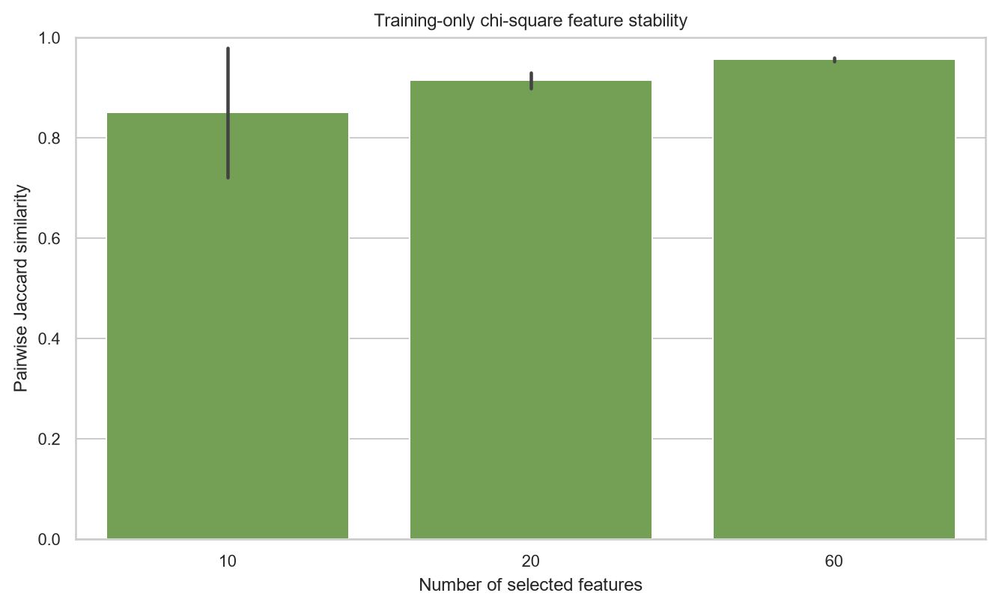 Training-only chi-square feature stability
1.0
0.8
0.6
0.4
0.2
0.0
Pairwise Jaccard similarity
10 20 60
Number of selected features